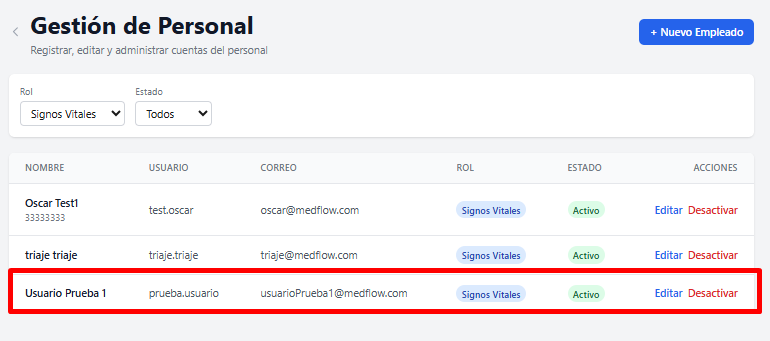 Gestión de Personal
Registrar, editar y administrar cuentas del personal
+ Nuevo Empleado
Rol Estado
Signos Vitales Todos
NOMBRE USUARIO CORREO ROL ESTADO ACCIONES
Oscar Test1 test.oscar oscar@medflow.com Signos Vitales Activo Editar Desactivar
33333333
triaje triaje triaje.triaje triaje@medflow.com Signos Vitales Activo Editar Desactivar
Usuario Prueba 1 prueba.usuario usuarioPrueba1@medflow.com Signos Vitales Activo Editar Desactivar